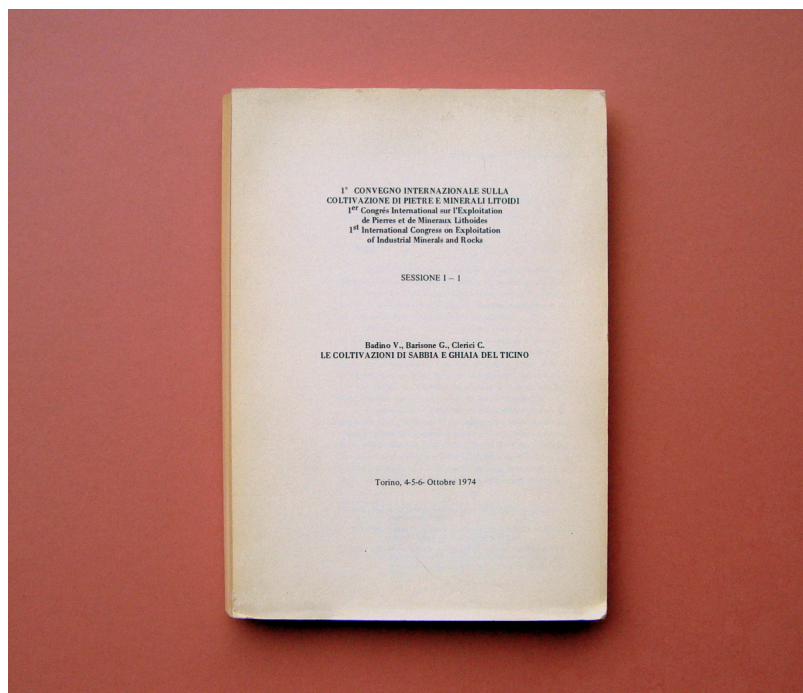 1° CONVEGNO INTERNAZIONALE SULLA
COLTIVAZIONE DI PIETRE E MINERALI LITOIDI
1er Congrés International sur l'Exploitation
de Pierres et de Mineraux Lithoides
1st International Congress on Exploitation
of Industrial Minerals and Rocks
SESSIONE I – 1
Badino V., Barisone G., Clerici C.
LE COLTIVAZIONI DI SABBIA E GHIAIA DEL TICINO
Torino, 4-5-6- Ottobre 1974